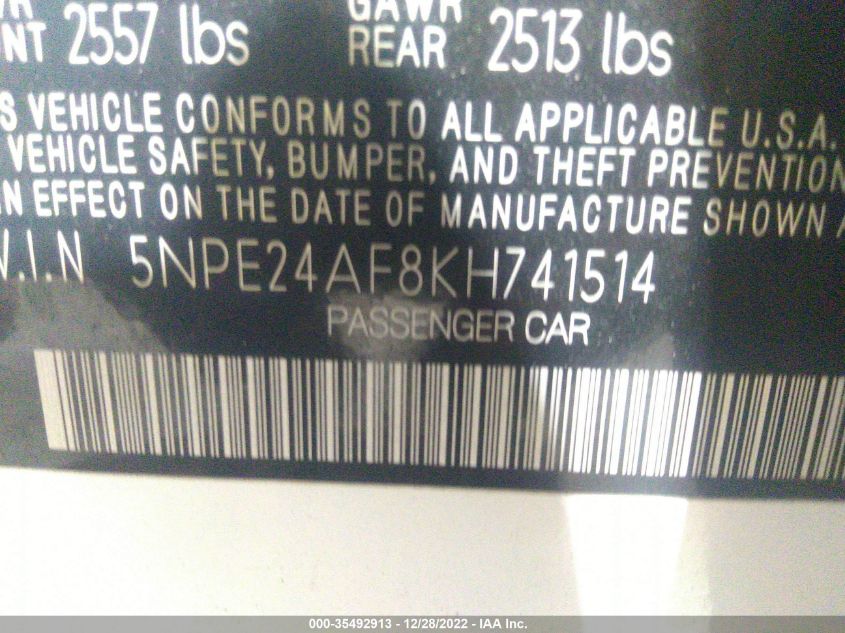 GAWR
2557 lbs REAR 2513 lbs
VEHICLE CONFORMS TO ALL APPLICABLE U.S.A.
VEHICLE SAFETY, BUMPER, AND THEFT PREVENTION
EFFECT ON THE DATE OF MANUFACTURE SHOWN
V.I.N 5NPE24AF8KH741514
PASSENGER CAR
000-35492913 - 12/28/2022 - IAA Inc.